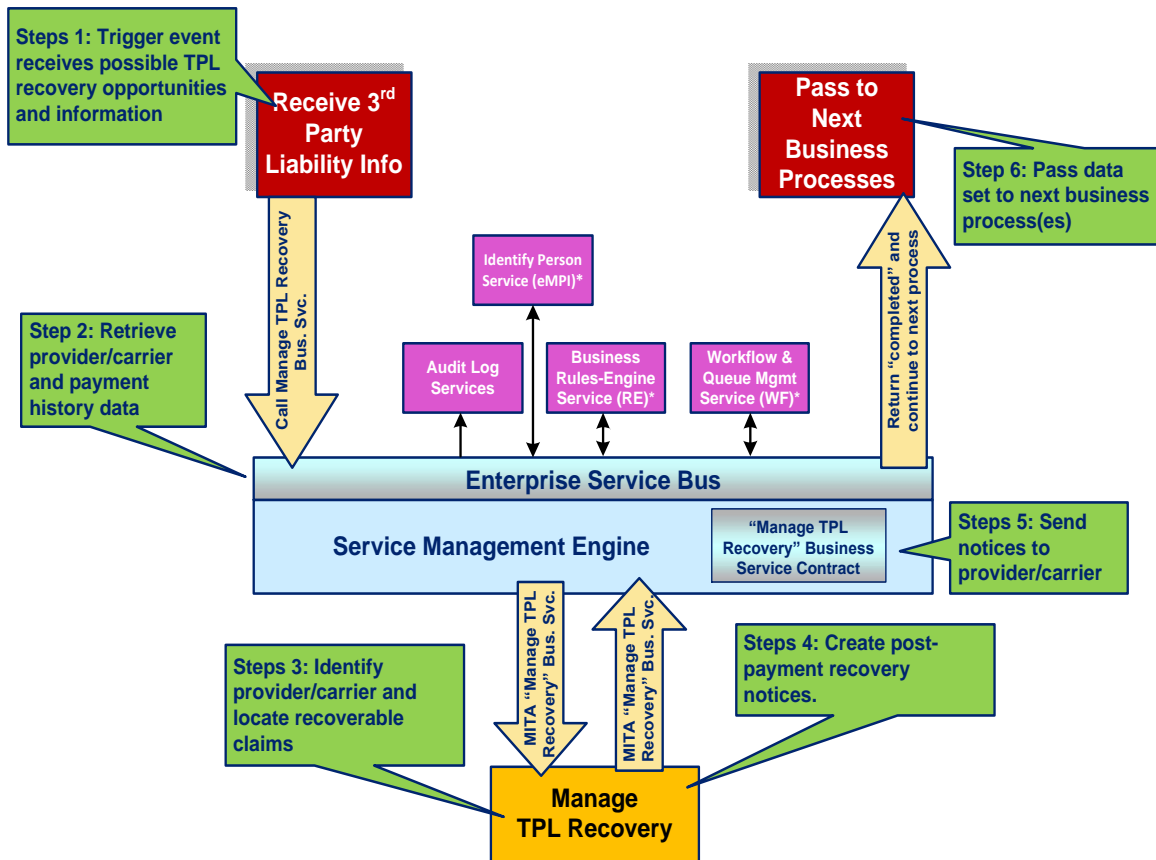 Steps 1: Trigger event
receives possible TPL
recovery opportunities
and information
Receive 3rd
Party
Liability Info
Pass to
Next
Business
Processes
Step 6: Pass data
set to next business
process(es)
Call Manage TPL Recovery
Bus. Svc.
Return “completed” and
continue to next process
Identify Person
Service (eMPI)*
Step 2: Retrieve
provider/carrier
and payment
history data
Audit Log
Services
Business
Rules-Engine
Service (RE)*
Workflow &
Queue Mgmt
Service (WF)*
Enterprise Service Bus
Service Management Engine
“Manage TPL
Recovery” Business
Service Contract
Steps 5: Send
notices to
provider/carrier
MITA “Manage TPL
Recovery” Bus. Svc.
MITA “Manage TPL
Recovery” Bus. Svc.
Steps 3: Identify
provider/carrier and
locate recoverable
claims
Steps 4: Create post-
payment recovery
notices.
Manage
TPL Recovery